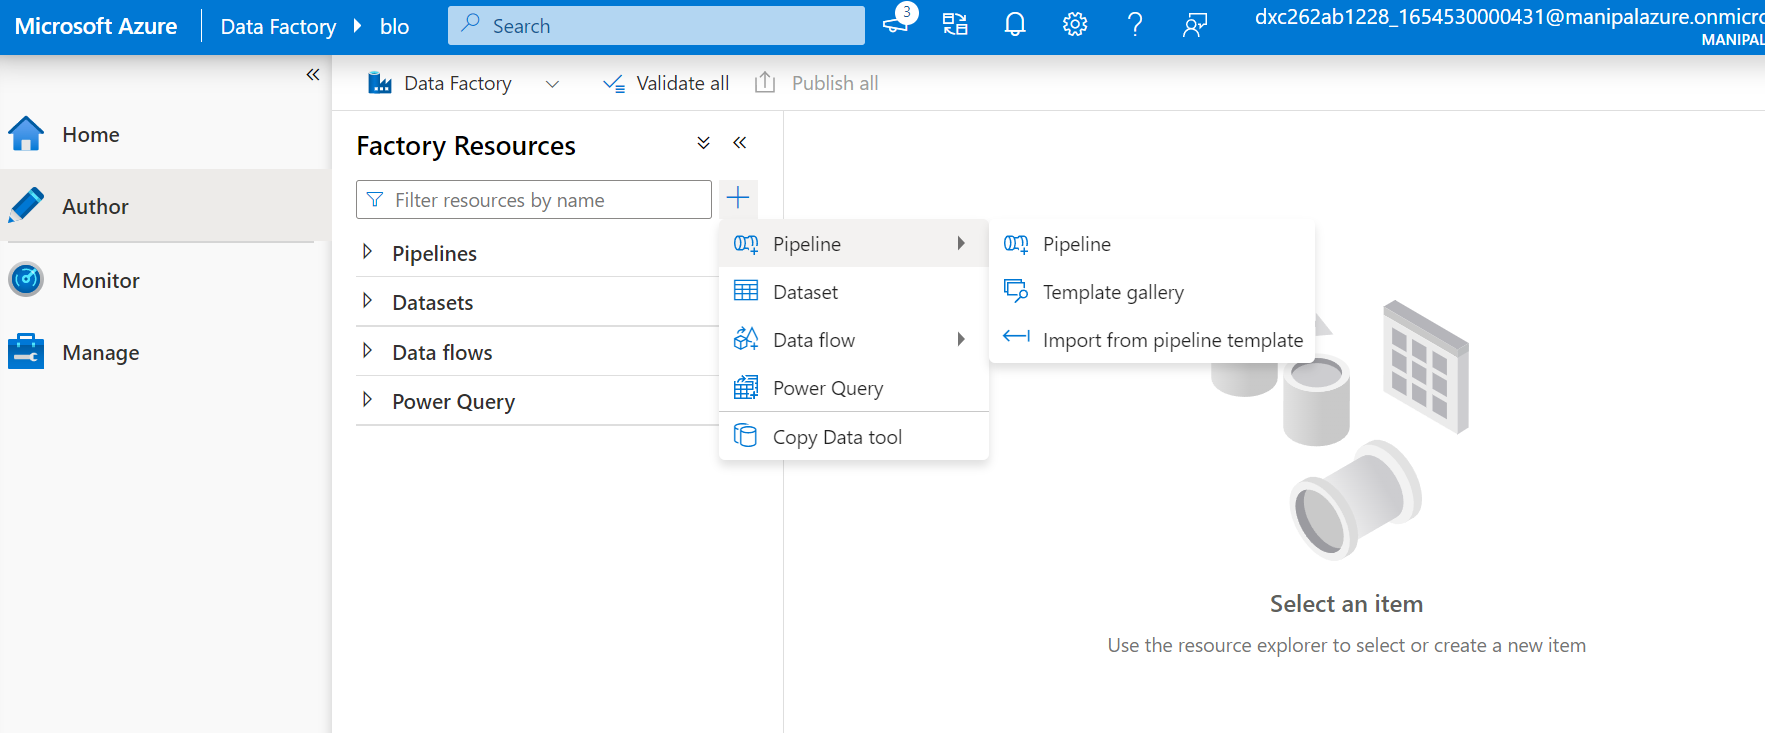 Microsoft Azure
Data Factory
blo
Search
3
dxc262ab1228_1654530000431@manipalazure.onmicro
MANIPAL
Data Factory
Validate all
Publish all
Home
Author
Monitor
Manage
Factory Resources
Filter resources by name
Pipelines
Datasets
Data flows
Power Query
Pipeline
Dataset
Data flow
Power Query
Copy Data tool
Pipeline
Template gallery
Import from pipeline template
Select an item
Use the resource explorer to select or create a new item